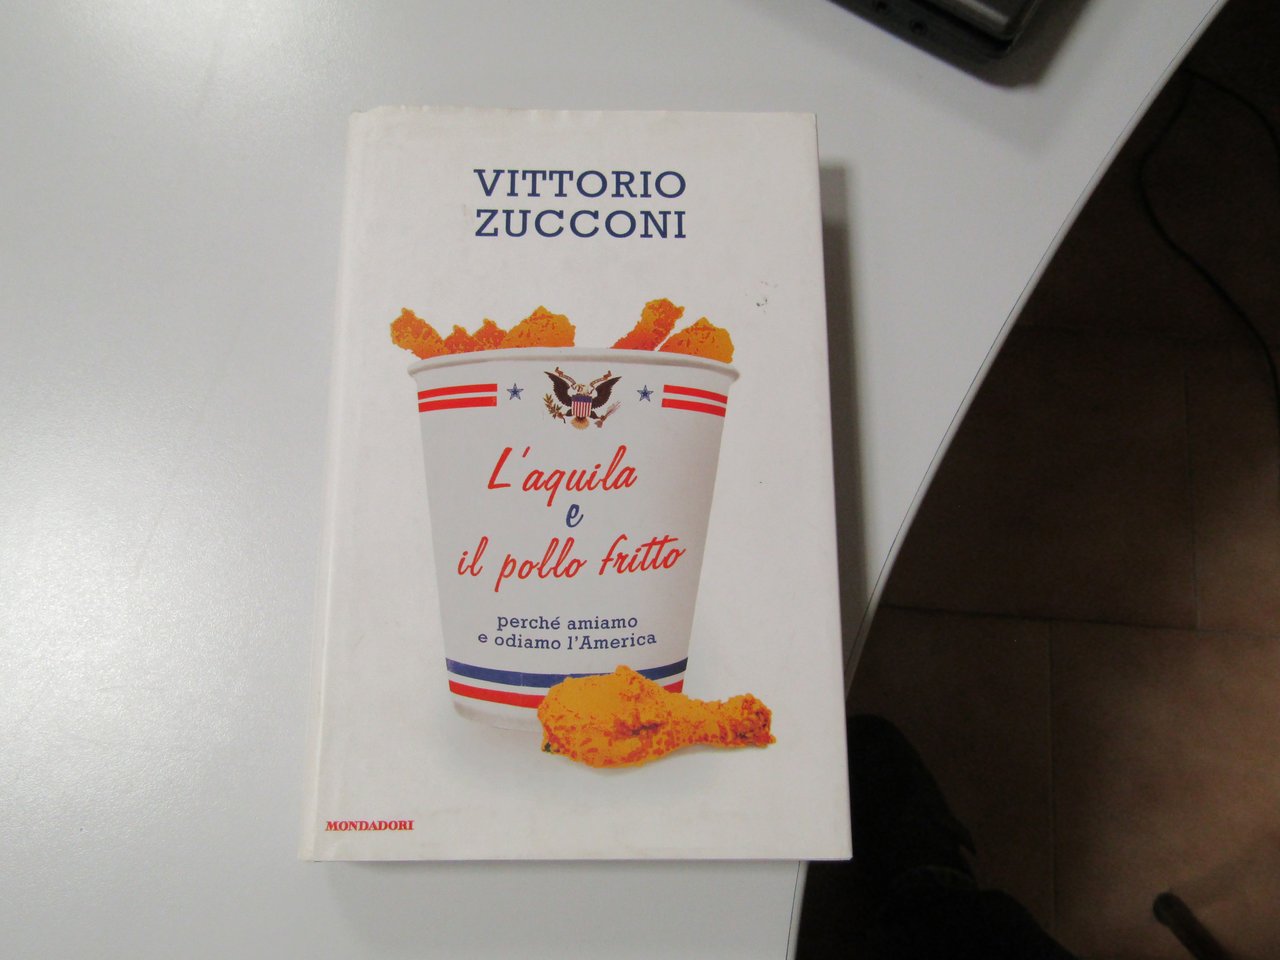 VITTORIO
ZUCCONI
L'aquila
e
il pollo fritto
perché amiamo
e odiamo l'America
MONDADORI